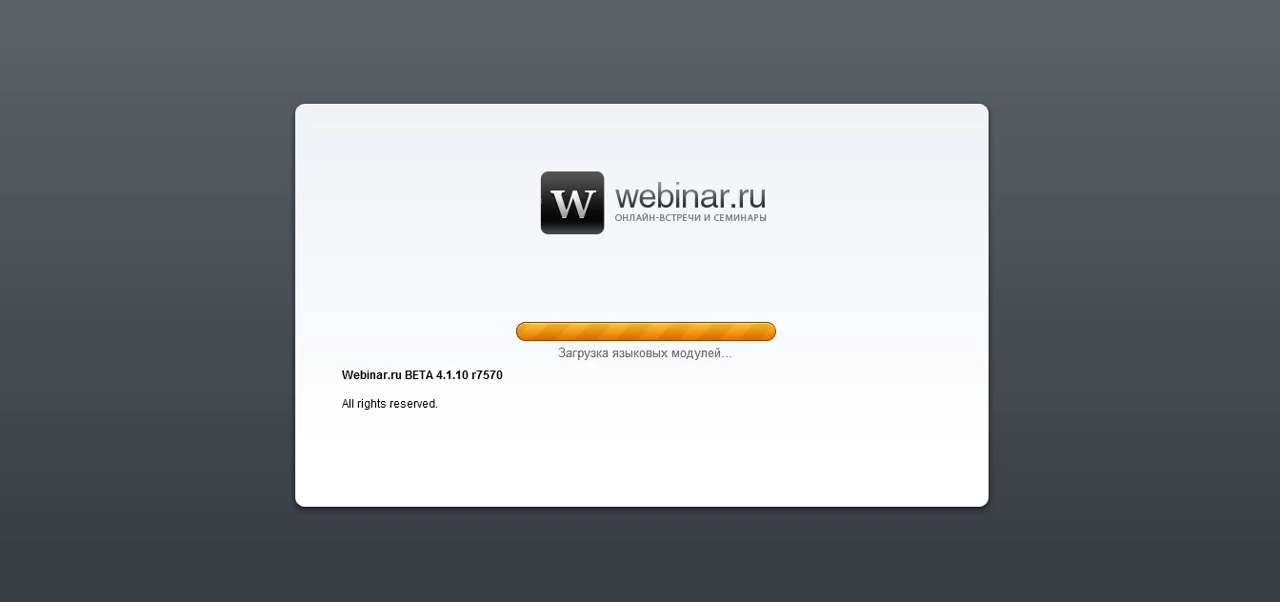 W webinar.ru
ОНЛАЙН-ВСТРЕЧИ И СЕМИНАРЫ
Загрузка языковых модулей...
Webinar.ru BETA 4.1.10 r7570
All rights reserved.